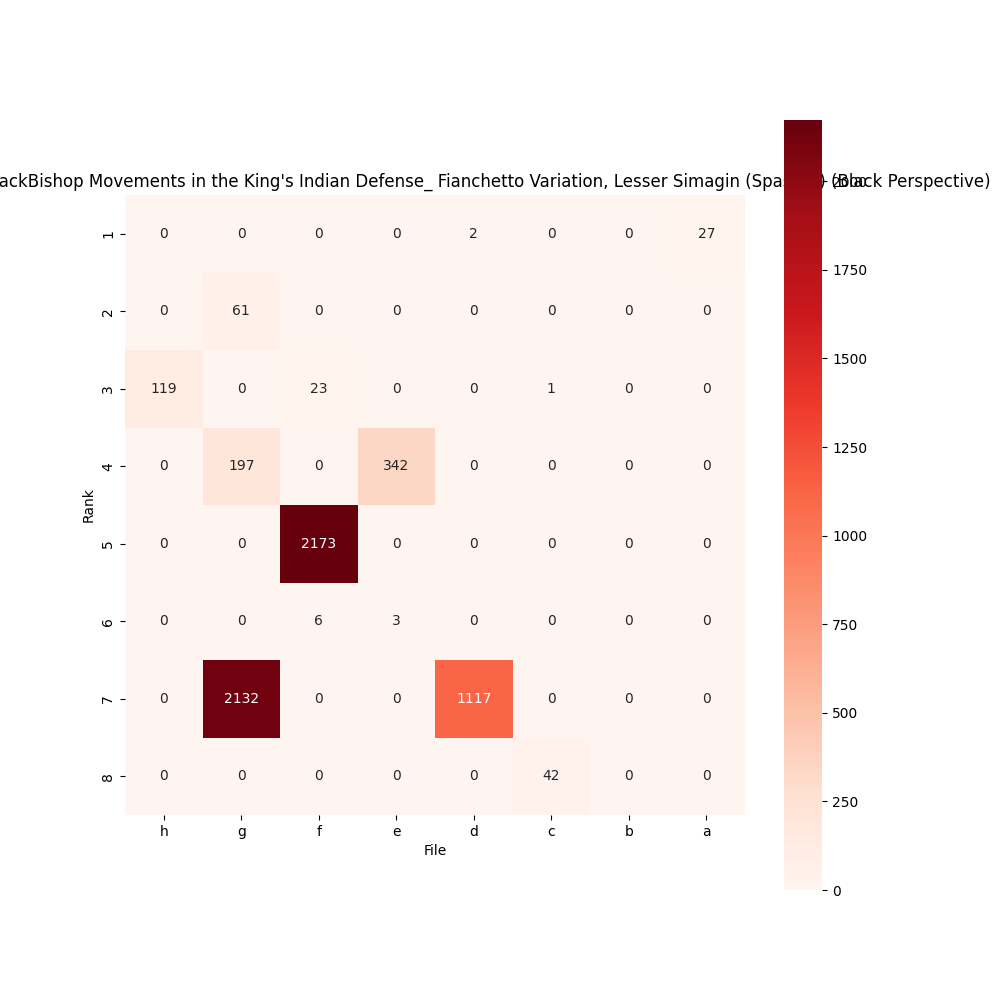 ackBishop Movements in the King's Indian Defense_ Fianchetto Variation, Lesser Simagin (Spa ) (Black Perspective)
1 0 0 0 0 2 0 0 27
2 0 61 0 0 0 0 0 0
3 119 0 23 0 0 1 0 0
4 0 197 0 342 0 0 0 0
5 0 0 2173 0 0 0 0 0
6 0 0 6 3 0 0 0 0
7 0 2132 0 0 1117 0 0 0
8 0 0 0 0 0 42 0 0
h g f e d c b a
File
Rank
1750
1500
1250
1000
750
500
250
0